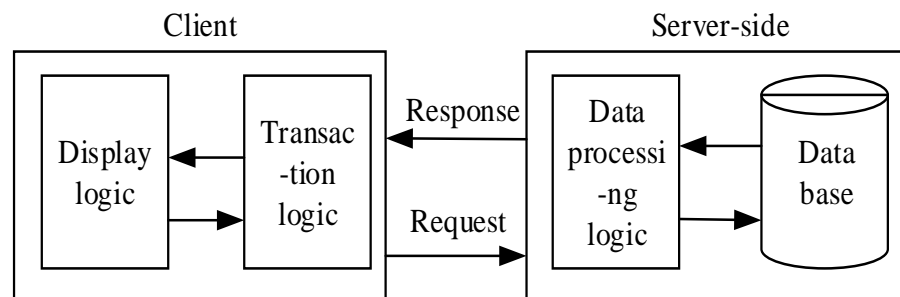 Client
Server-side
Display
logic
Transac
-tion
logic
Response
Request
Data
processi
-ng
logic
Data
base